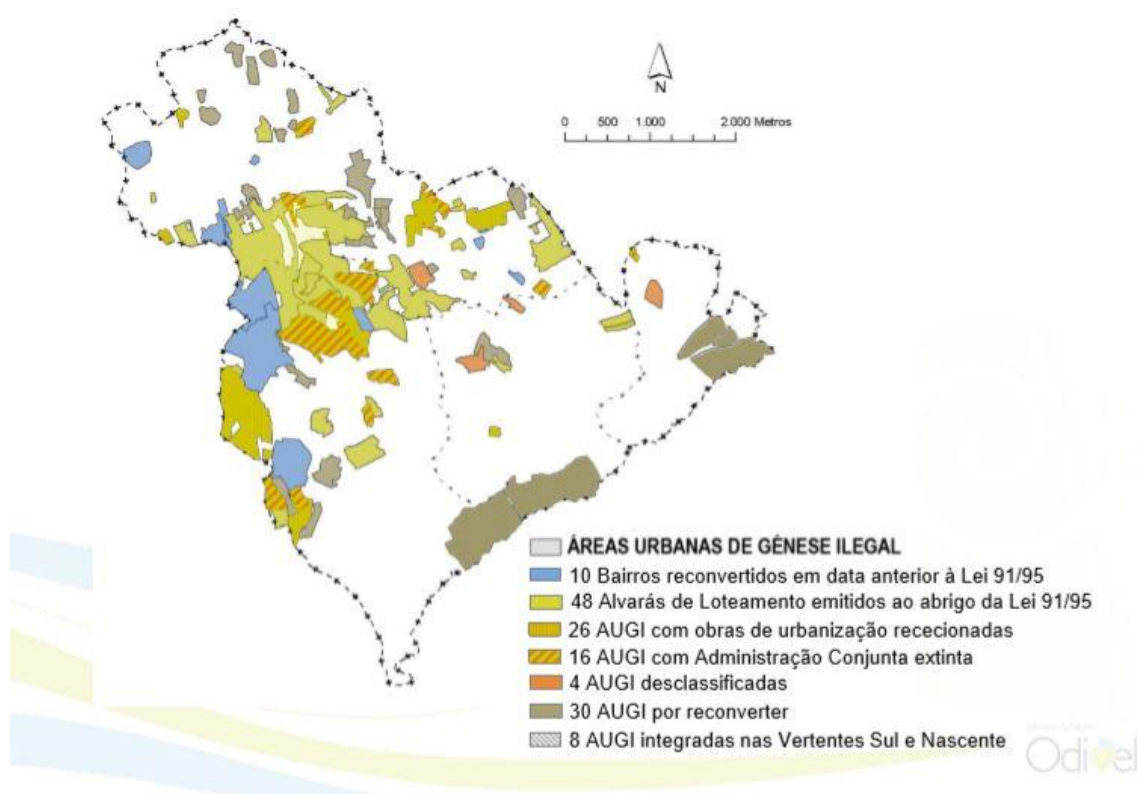 N
0 500 1.000 2.000 Metros
ÁREAS URBANAS DE GÉNESE ILEGAL
10 Bairros reconvertidos em data anterior à Lei 91/95
48 Alvarás de Loteamento emitidos ao abrigo da Lei 91/95
26 AUGI com obras de urbanização rececionadas
16 AUGI com Administração Conjunta extinta
4 AUGI desclassificadas
30 AUGI por reconverter
8 AUGI integradas nas Vertentes Sul e Nascente